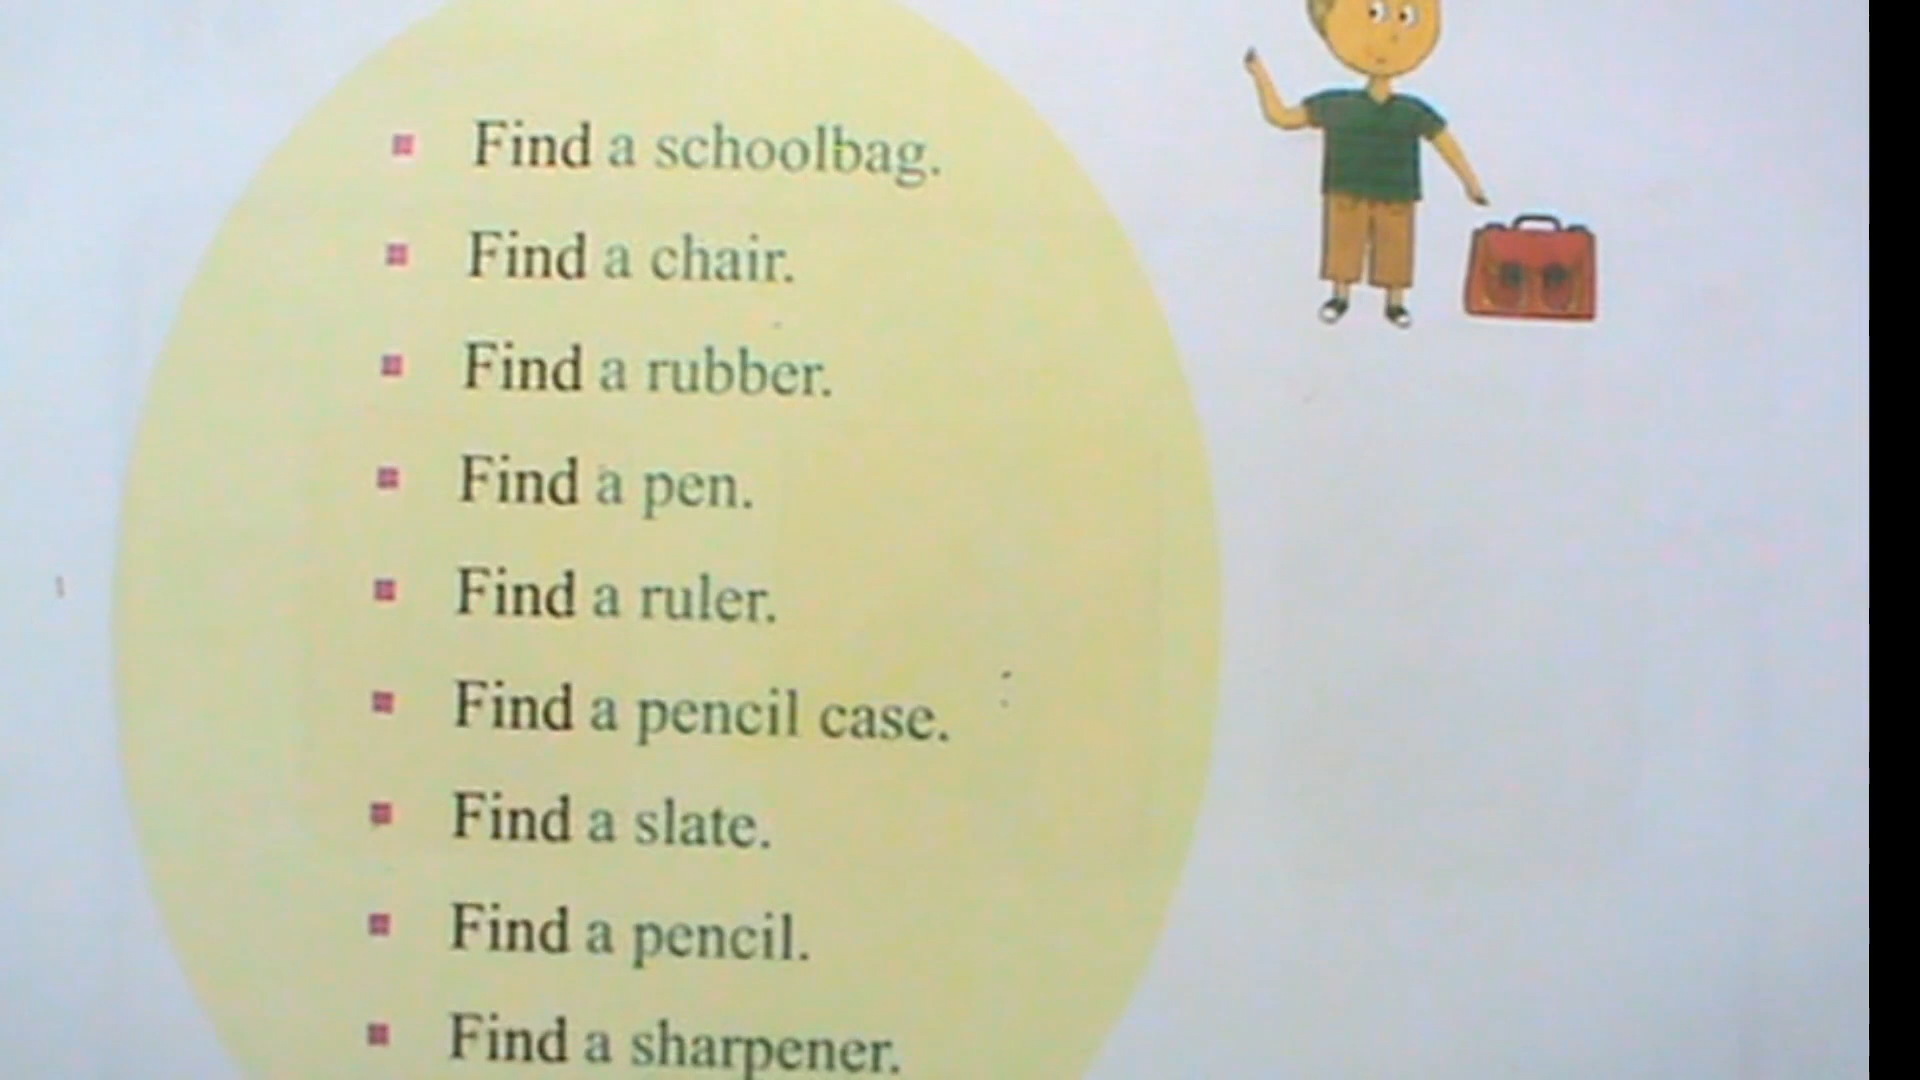 Find a schoolbag.
Find a chair.
Find a rubber.
Find a pen.
Find a ruler.
Find a pencil case.
Find a slate.
Find a pencil.
Find a sharpener.